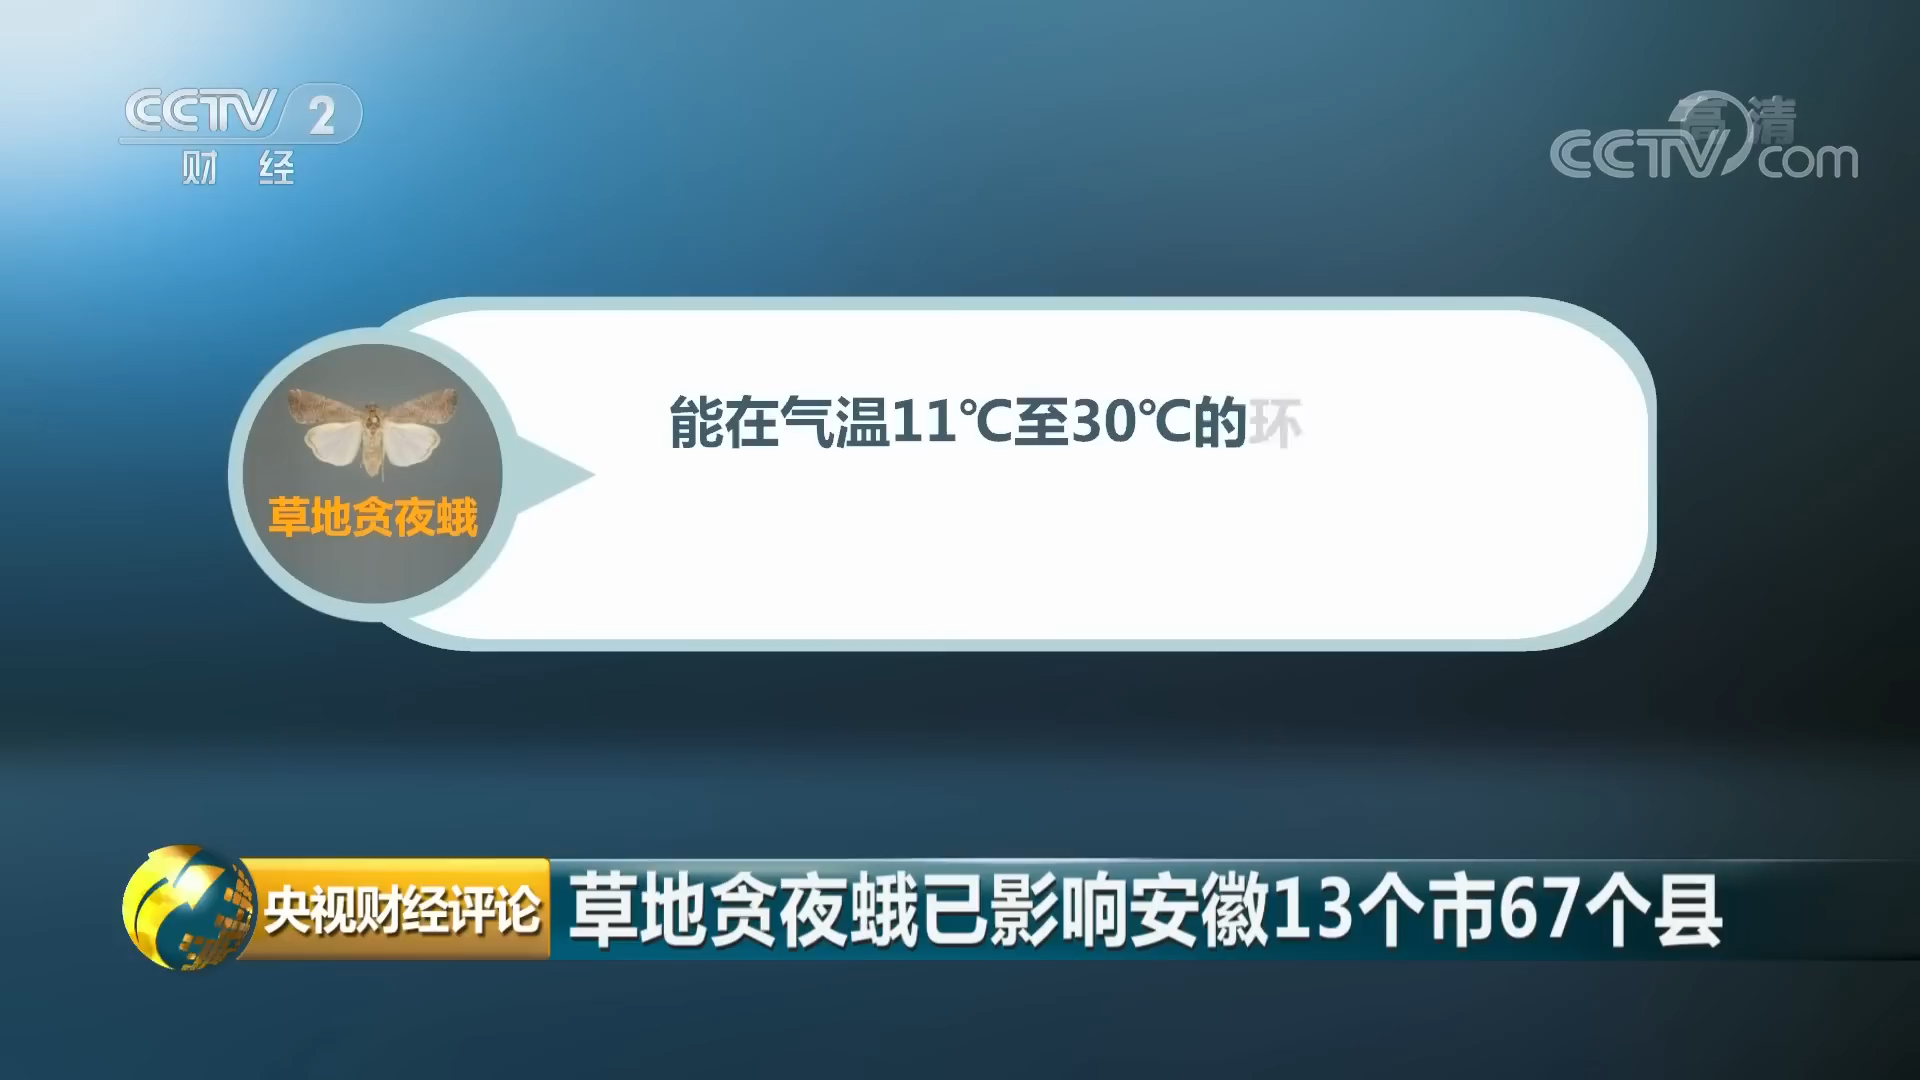 CCTV 2
财 经
高清
CCTV.com
能在气温11℃至30℃的环
草地贪夜蛾
央视财经评论
草地贪夜蛾已影响安徽13个市67个县